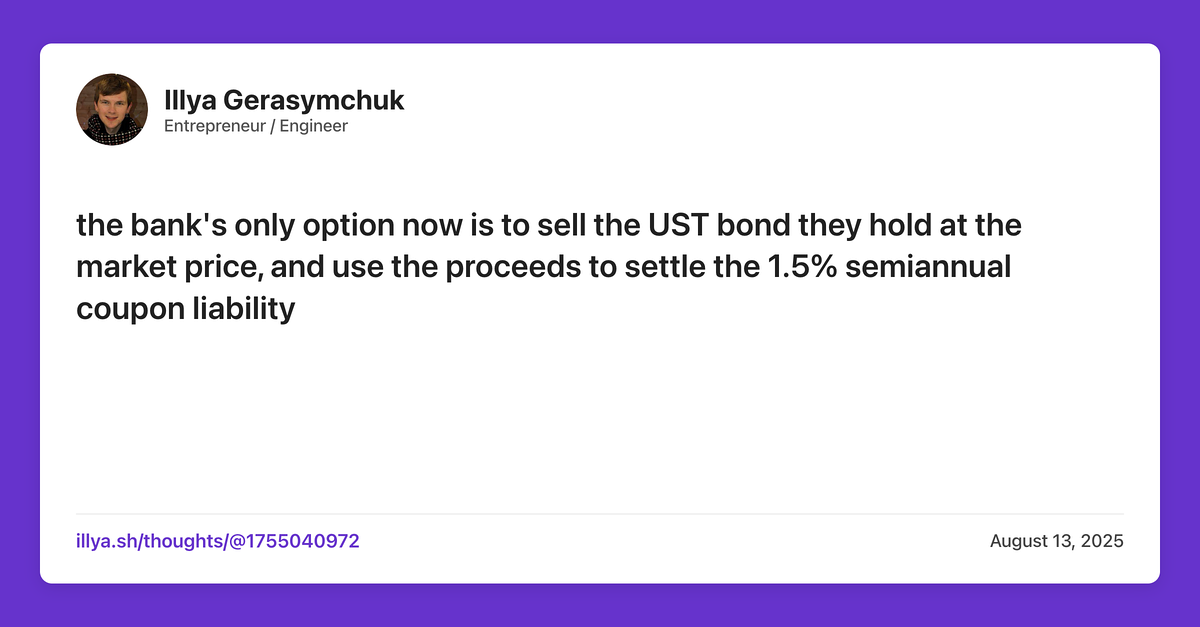 Illya Gerasymchuk
Entrepreneur / Engineer
the bank's only option now is to sell the UST bond they hold at the
market price, and use the proceeds to settle the 1.5% semiannual
coupon liability
illya.sh/thoughts/@1755040972
August 13, 2025